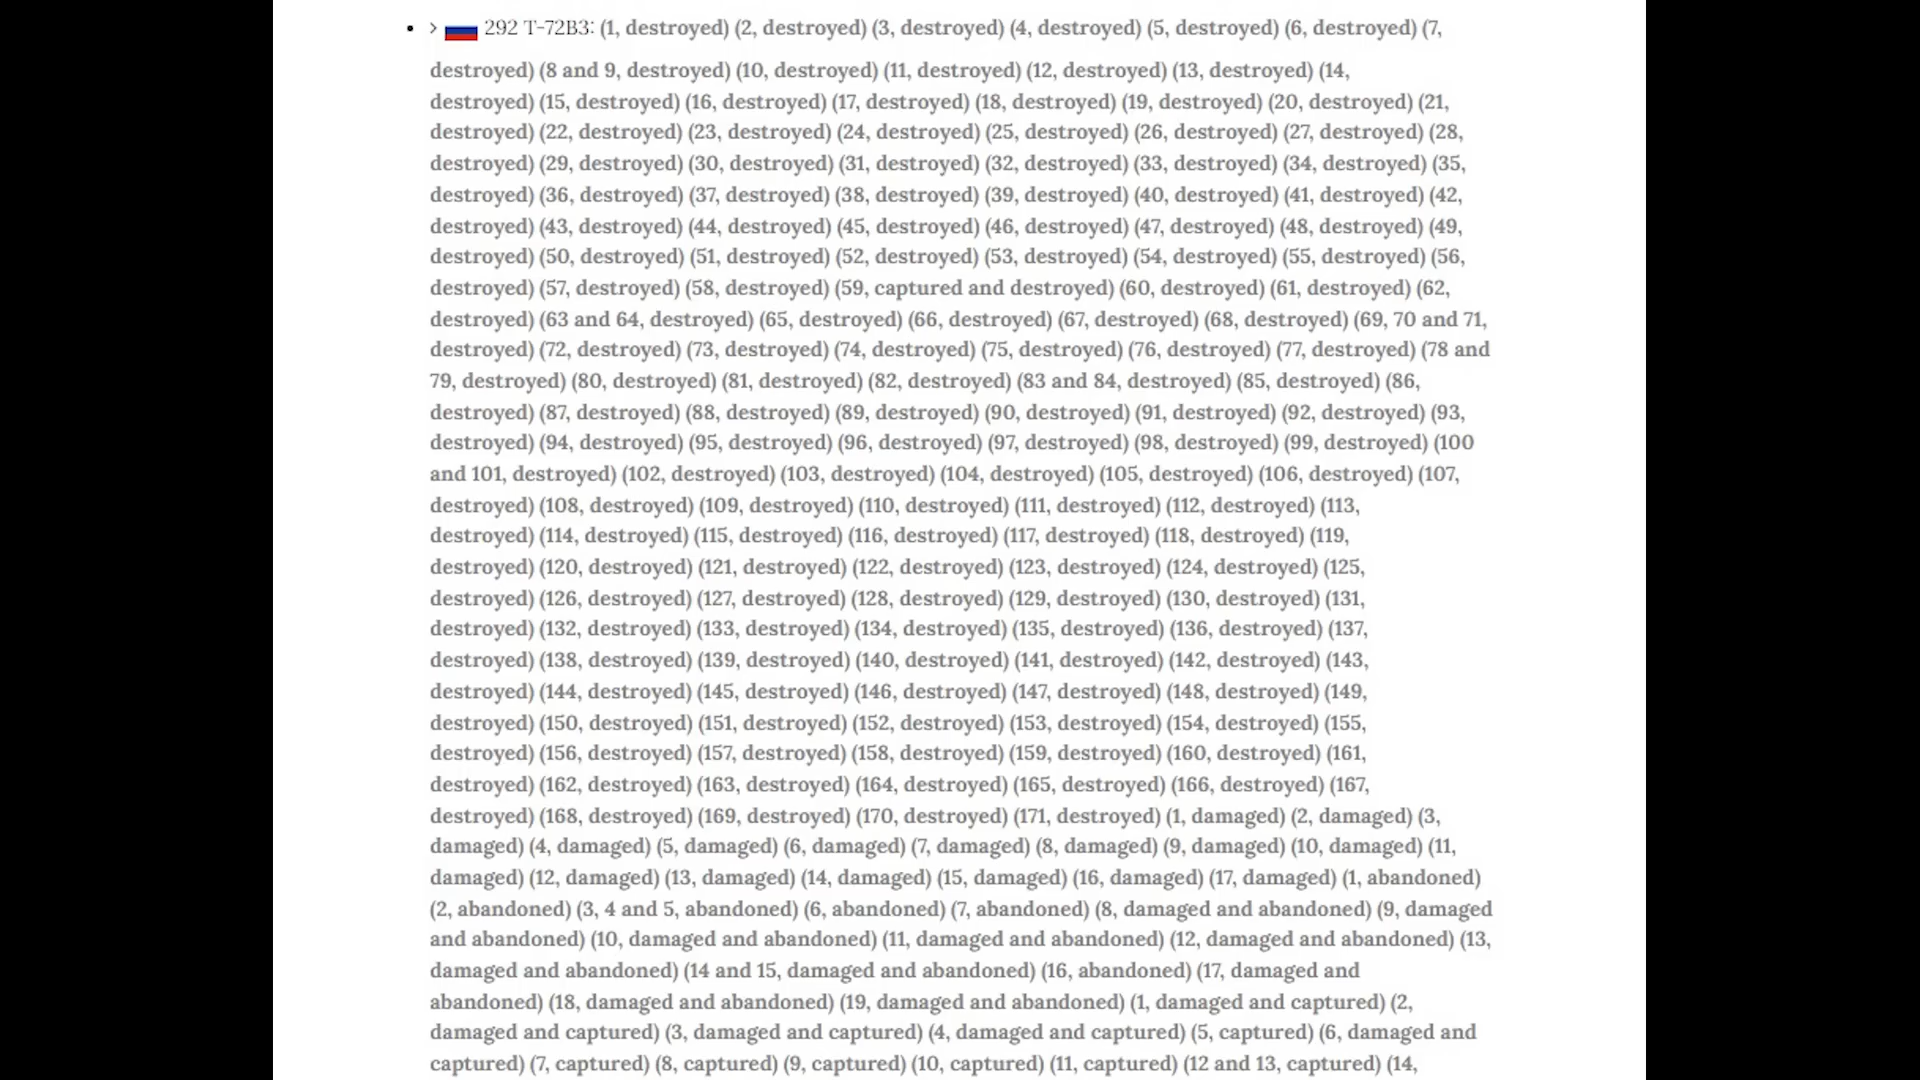 • > 292 T-72B3: (1, destroyed) (2, destroyed) (3, destroyed) (4, destroyed) (5, destroyed) (6, destroyed) (7,
destroyed) (8 and 9, destroyed) (10, destroyed) (11, destroyed) (12, destroyed) (13, destroyed) (14,
destroyed) (15, destroyed) (16, destroyed) (17, destroyed) (18, destroyed) (19, destroyed) (20, destroyed) (21,
destroyed) (22, destroyed) (23, destroyed) (24, destroyed) (25, destroyed) (26, destroyed) (27, destroyed) (28,
destroyed) (29, destroyed) (30, destroyed) (31, destroyed) (32, destroyed) (33, destroyed) (34, destroyed) (35,
destroyed) (36, destroyed) (37, destroyed) (38, destroyed) (39, destroyed) (40, destroyed) (41, destroyed) (42,
destroyed) (43, destroyed) (44, destroyed) (45, destroyed) (46, destroyed) (47, destroyed) (48, destroyed) (49,
destroyed) (50, destroyed) (51, destroyed) (52, destroyed) (53, destroyed) (54, destroyed) (55, destroyed) (56,
destroyed) (57, destroyed) (58, destroyed) (59, captured and destroyed) (60, destroyed) (61, destroyed) (62,
destroyed) (63 and 64, destroyed) (65, destroyed) (66, destroyed) (67, destroyed) (68, destroyed) (69, 70 and 71,
destroyed) (72, destroyed) (73, destroyed) (74, destroyed) (75, destroyed) (76, destroyed) (77, destroyed) (78 and
79, destroyed) (80, destroyed) (81, destroyed) (82, destroyed) (83 and 84, destroyed) (85, destroyed) (86,
destroyed) (87, destroyed) (88, destroyed) (89, destroyed) (90, destroyed) (91, destroyed) (92, destroyed) (93,
destroyed) (94, destroyed) (95, destroyed) (96, destroyed) (97, destroyed) (98, destroyed) (99, destroyed) (100
and 101, destroyed) (102, destroyed) (103, destroyed) (104, destroyed) (105, destroyed) (106, destroyed) (107,
destroyed) (108, destroyed) (109, destroyed) (110, destroyed) (111, destroyed) (112, destroyed) (113,
destroyed) (114, destroyed) (115, destroyed) (116, destroyed) (117, destroyed) (118, destroyed) (119,
destroyed) (120, destroyed) (121, destroyed) (122, destroyed) (123, destroyed) (124, destroyed) (125,
destroyed) (126, destroyed) (127, destroyed) (128, destroyed) (129, destroyed) (130, destroyed) (131,
destroyed) (132, destroyed) (133, destroyed) (134, destroyed) (135, destroyed) (136, destroyed) (137,
destroyed) (138, destroyed) (139, destroyed) (140, destroyed) (141, destroyed) (142, destroyed) (143,
destroyed) (144, destroyed) (145, destroyed) (146, destroyed) (147, destroyed) (148, destroyed) (149,
destroyed) (150, destroyed) (151, destroyed) (152, destroyed) (153, destroyed) (154, destroyed) (155,
destroyed) (156, destroyed) (157, destroyed) (158, destroyed) (159, destroyed) (160, destroyed) (161,
destroyed) (162, destroyed) (163, destroyed) (164, destroyed) (165, destroyed) (166, destroyed) (167,
destroyed) (168, destroyed) (169, destroyed) (170, destroyed) (171, destroyed) (1, damaged) (2, damaged) (3,
damaged) (4, damaged) (5, damaged) (6, damaged) (7, damaged) (8, damaged) (9, damaged) (10, damaged) (11,
damaged) (12, damaged) (13, damaged) (14, damaged) (15, damaged) (16, damaged) (17, damaged) (1, abandoned)
(2, abandoned) (3, 4 and 5, abandoned) (6, abandoned) (7, abandoned) (8, damaged and abandoned) (9, damaged
and abandoned) (10, damaged and abandoned) (11, damaged and abandoned) (12, damaged and abandoned) (13,
damaged and abandoned) (14 and 15, damaged and abandoned) (16, abandoned) (17, damaged and
abandoned) (18, damaged and abandoned) (19, damaged and abandoned) (1, damaged and captured) (2,
damaged and captured) (3, damaged and captured) (4, damaged and captured) (5, captured) (6, damaged and
captured) (7, captured) (8, captured) (9, captured) (10, captured) (11, captured) (12 and 13, captured) (14,